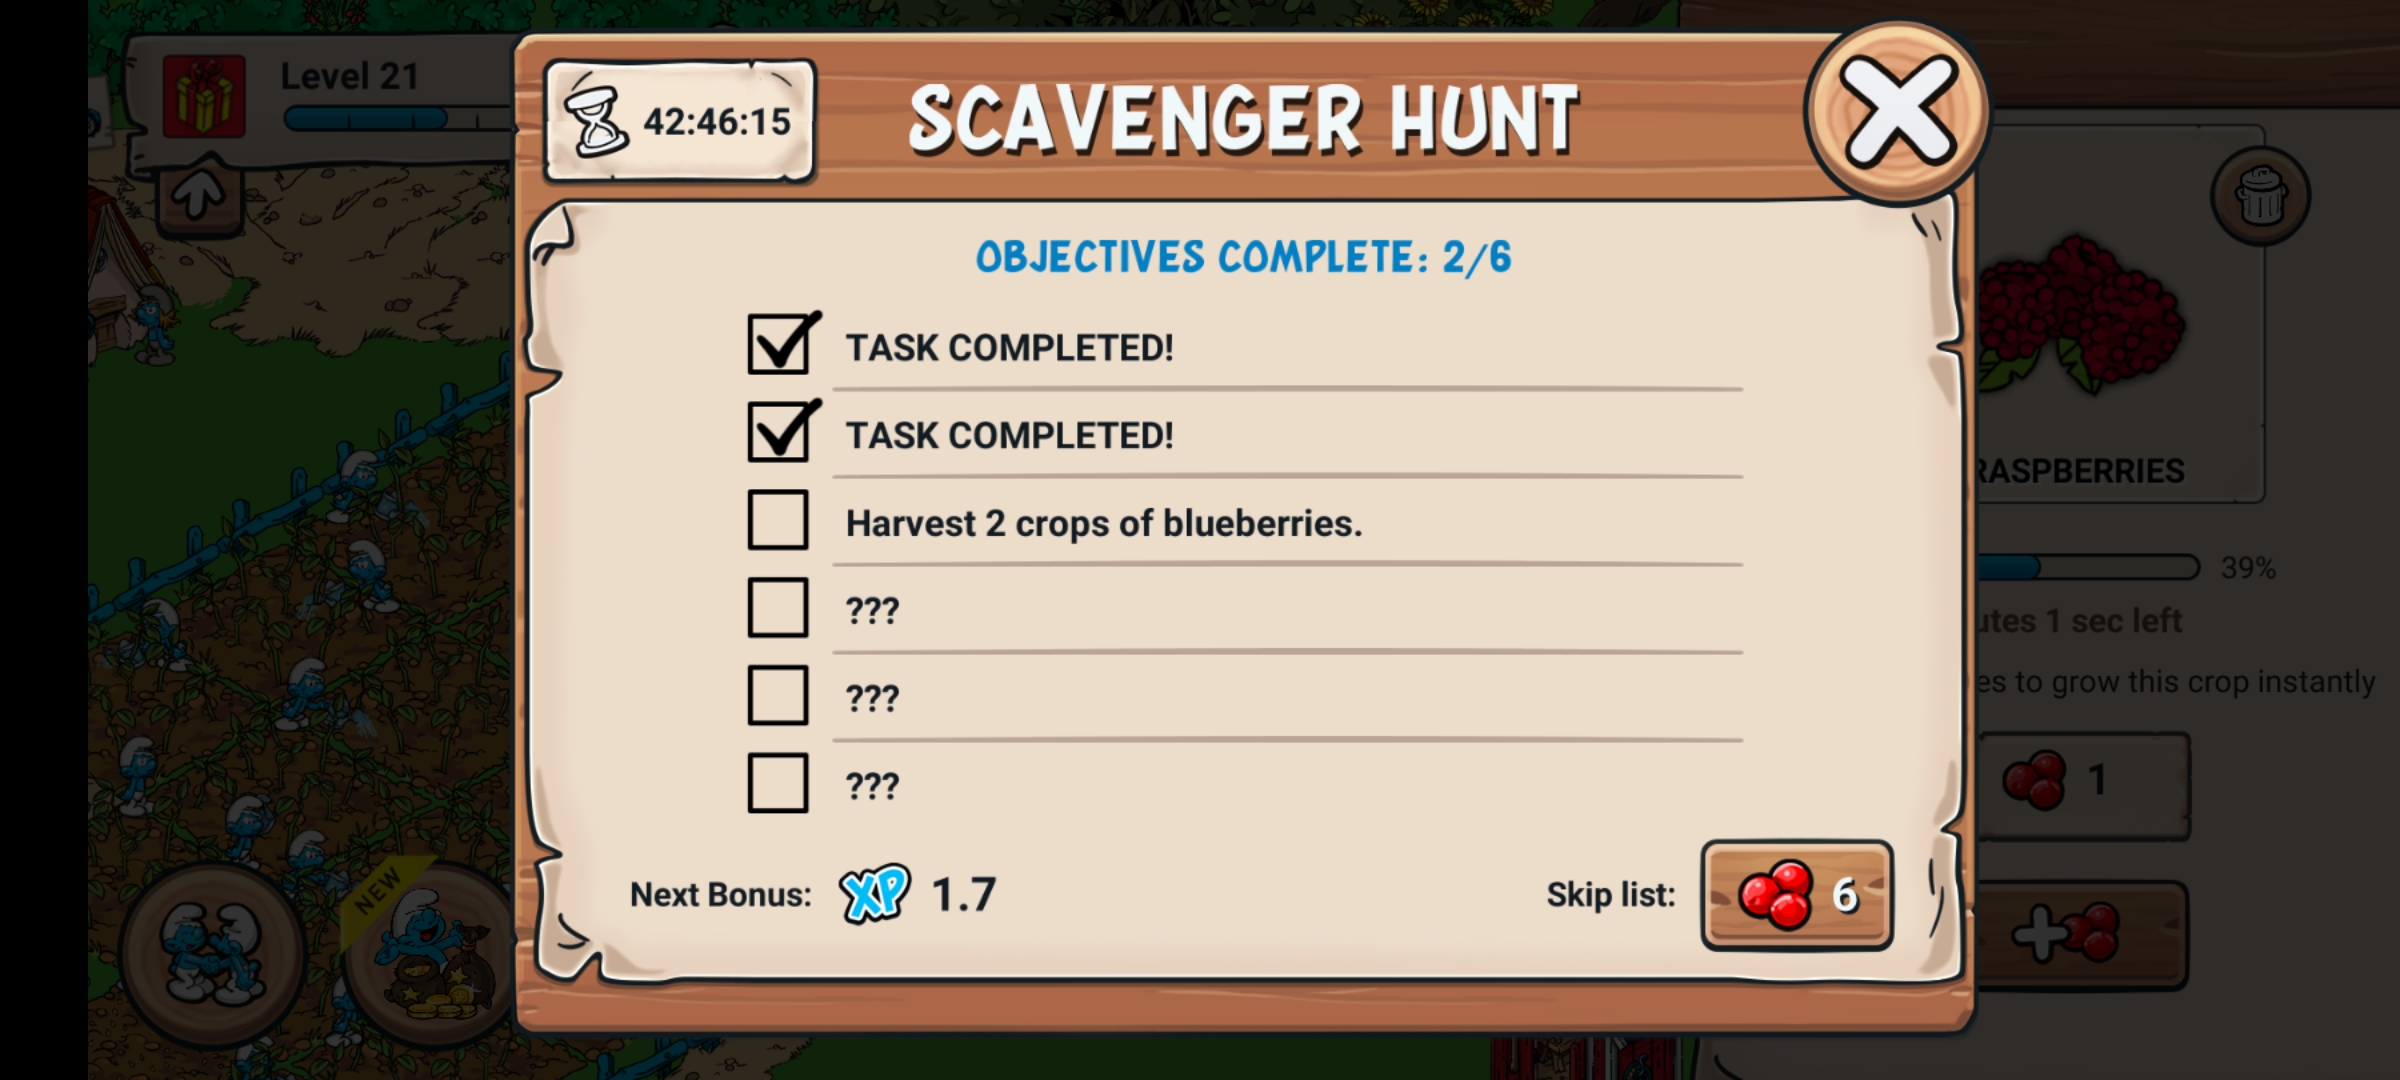 Level 21
42:46:15
SCAVENGER HUNT
OBJECTIVES COMPLETE: 2/6
TASK COMPLETED!
TASK COMPLETED!
Harvest 2 crops of blueberries.
???
???
???
Next Bonus: XP 1.7
Skip list: 6
RASPBERRIES
39%
1 sec left
to grow this crop instantly
1
NEW